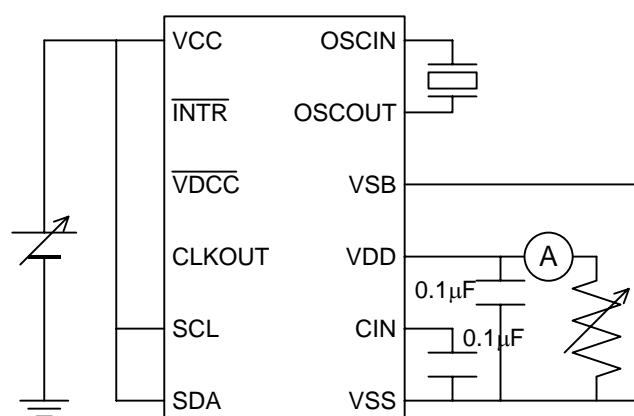 VCC OSCIN
INTR OSCOUT
VDCC VSB
CLKOUT VDD A
0.1μF
SCL CIN 0.1μF
SDA VSS